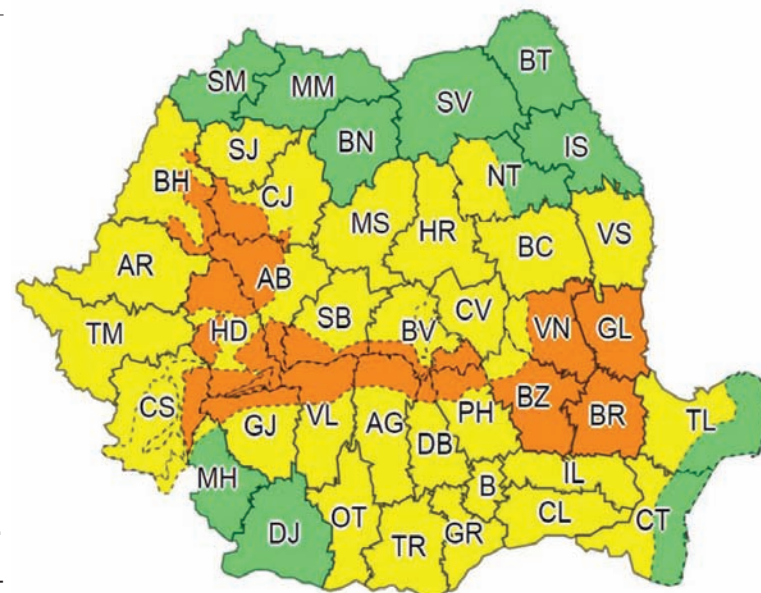 BT
SM
MM
SV
BN
IS
SJ
NT
BH
CJ
MS
HR
BC
VS
AR
AB
TM
HD
SB
BV
CV
VN
GL
CS
GJ
VL
AG
PH
BZ
BR
TL
DB
MH
B
IL
OT
CL
CT
DJ
TR
GR